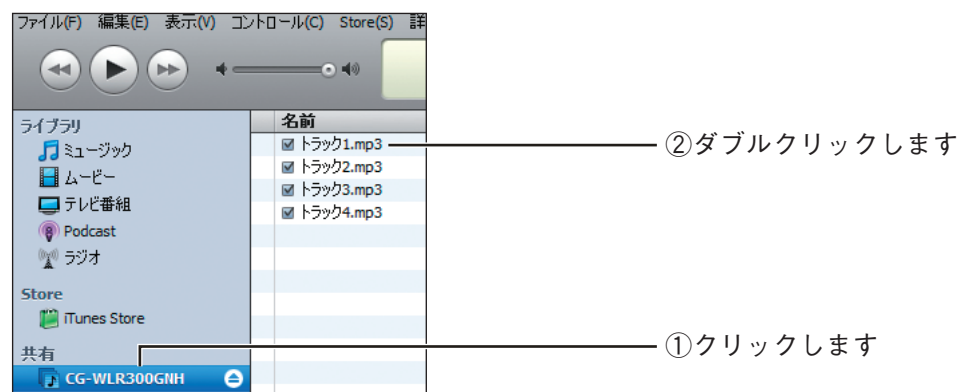 ファイル(F) 編集(E) 表示(V) コントロール(C) Store(S) 詳
ライブラリ
ミュージック
ムービー
テレビ番組
Podcast
ラジオ
Store
iTunes Store
共有
CG-WLR300GNH
名前
トラック1.mp3
トラック2.mp3
トラック3.mp3
トラック4.mp3
②ダブルクリックします
①クリックします